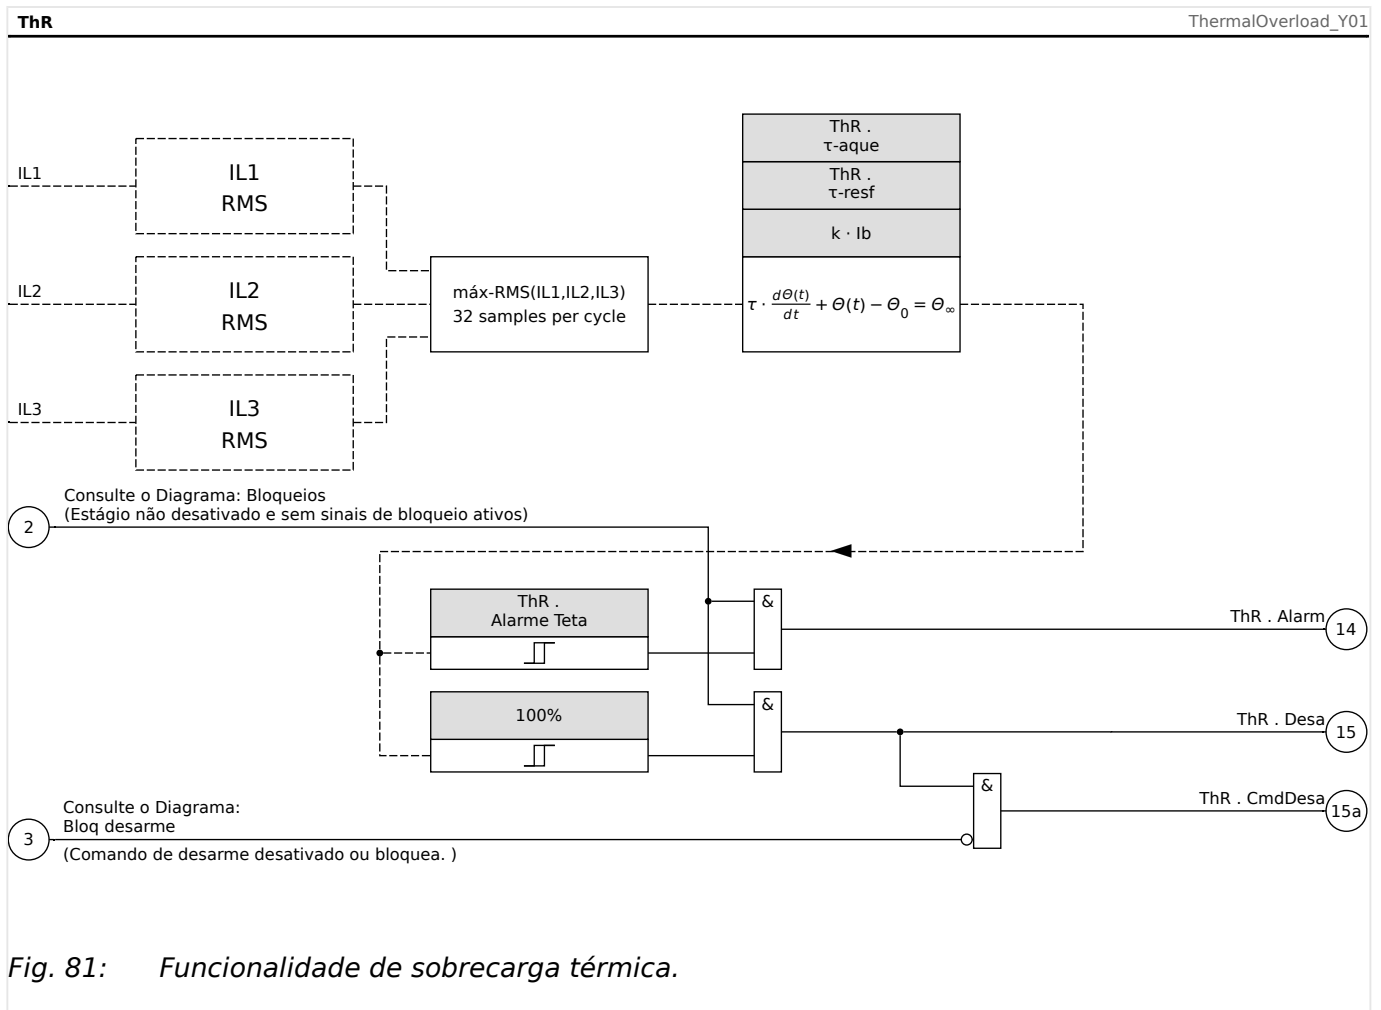 ThR
ThermalOverload_Y01
IL1
IL1
RMS
IL2
IL2
RMS
IL3
IL3
RMS
máx-RMS(IL1,IL2,IL3)
32 samples per cycle
ThR .
τ-aque
ThR .
τ-resf
k · Ib
τ · dΘ(t)/dt + Θ(t) − Θ₀ = Θ∞
2
Consulte o Diagrama: Bloqueios
(Estágio não desativado e sem sinais de bloqueio ativos)
ThR .
Alarme Teta
&
ThR . Alarm
14
100%
&
ThR . Desa
15
3
Consulte o Diagrama:
Bloq desarme
(Comando de desarme desativado ou bloquea. )
&
ThR . CmdDesa
15a
Fig. 81: Funcionalidade de sobrecarga térmica.